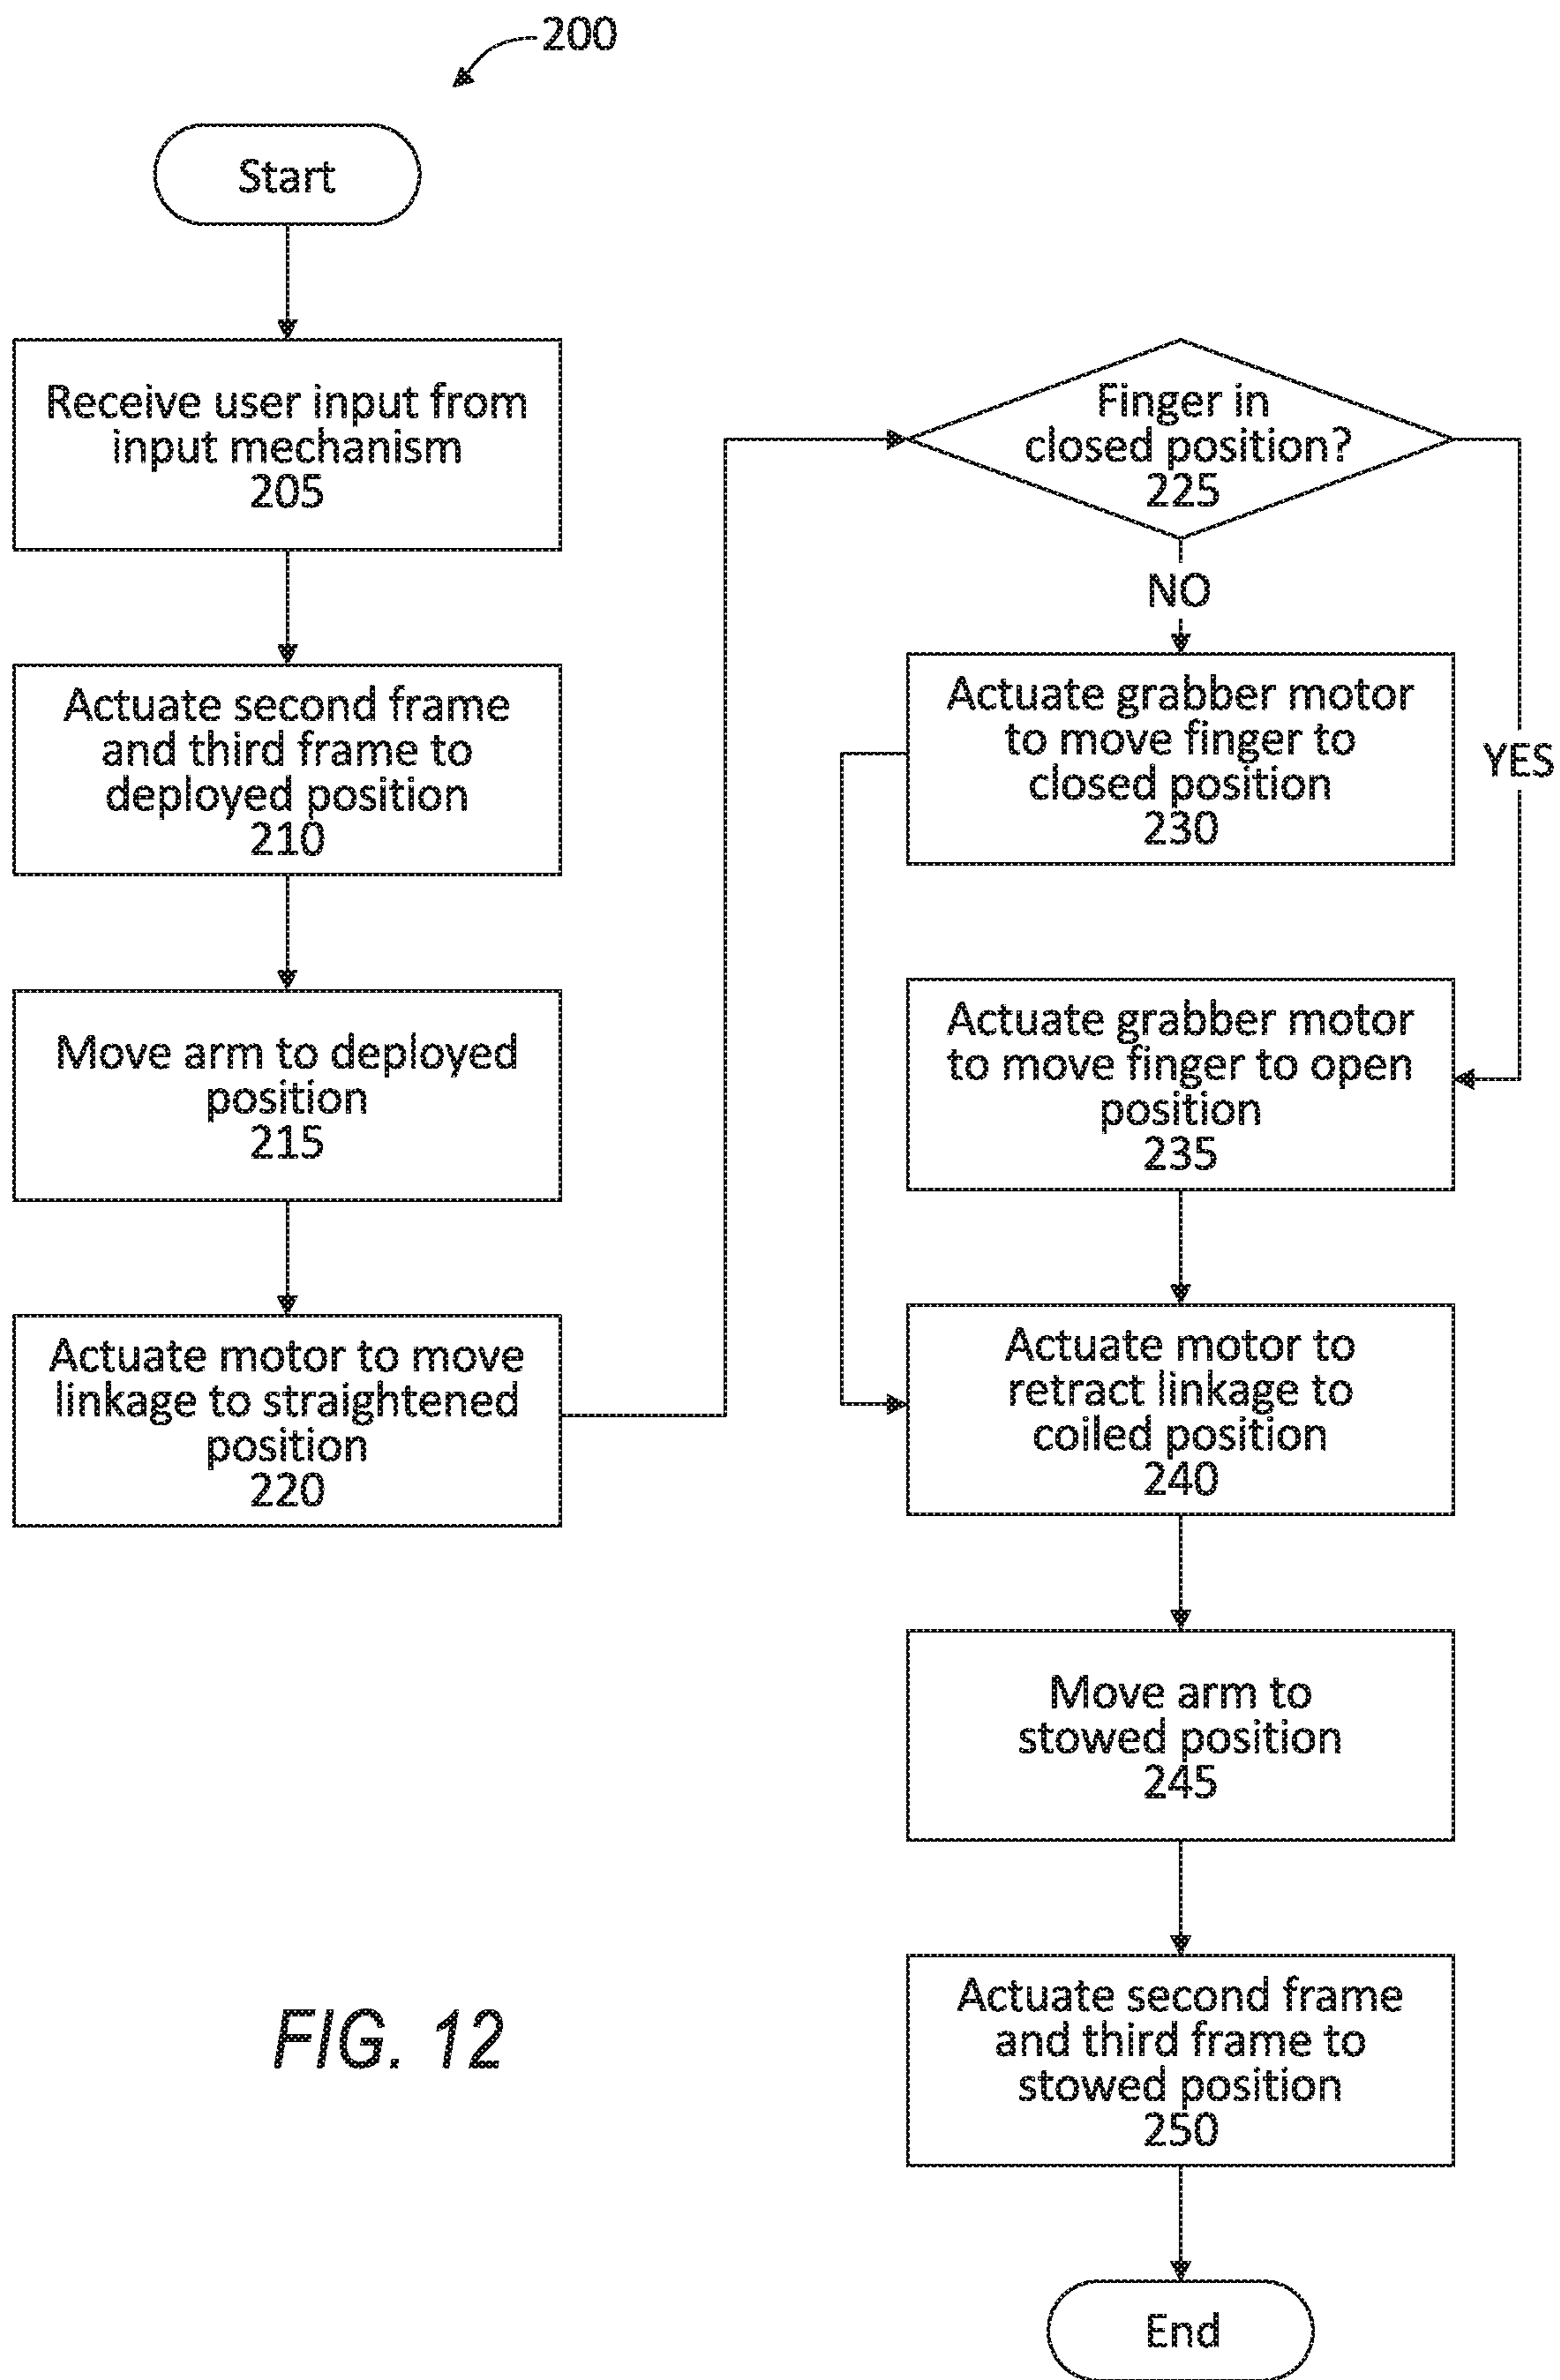 200
Start
Receive user input from
input mechanism
205
Actuate second frame
and third frame to
deployed position
210
Move arm to deployed
position
215
Actuate motor to move
linkage to straightened
position
220
Finger in
closed position?
225
NO
YES
Actuate grabber motor
to move finger to
closed position
230
Actuate grabber motor
to move finger to open
position
235
Actuate motor to
retract linkage to
coiled position
240
Move arm to
stowed position
245
Actuate second frame
and third frame to
stowed position
250
End
FIG. 12